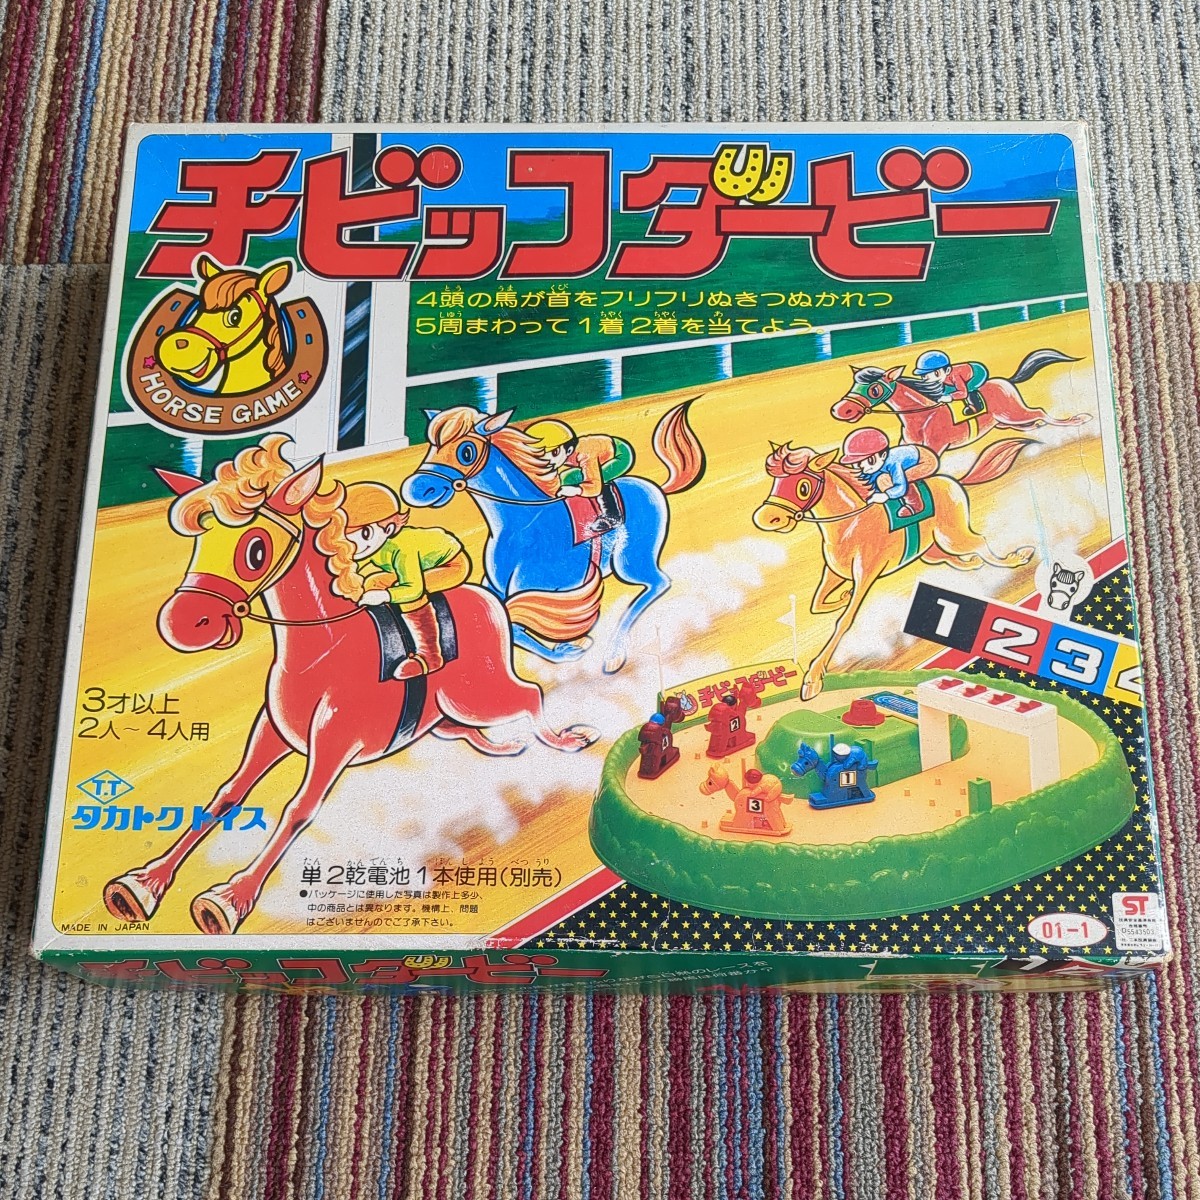 チビッコダービー
HORSE GAME
4頭の馬が首をフリフリぬきつぬかれつ
5周まわって1着2着を当てよう。
1 2 3 4
3才以上
2人〜4人用
T.T
タカトクトイス
チビッコダービー
4 2 3 1
単2乾電池1本使用(別売)
●パッケージに使用した写真は製作上多少、
中の商品とは異なります。機構上、問題
はございませんのでご了承下さい。
MADE IN JAPAN
01-1
ST
チビッコダービー